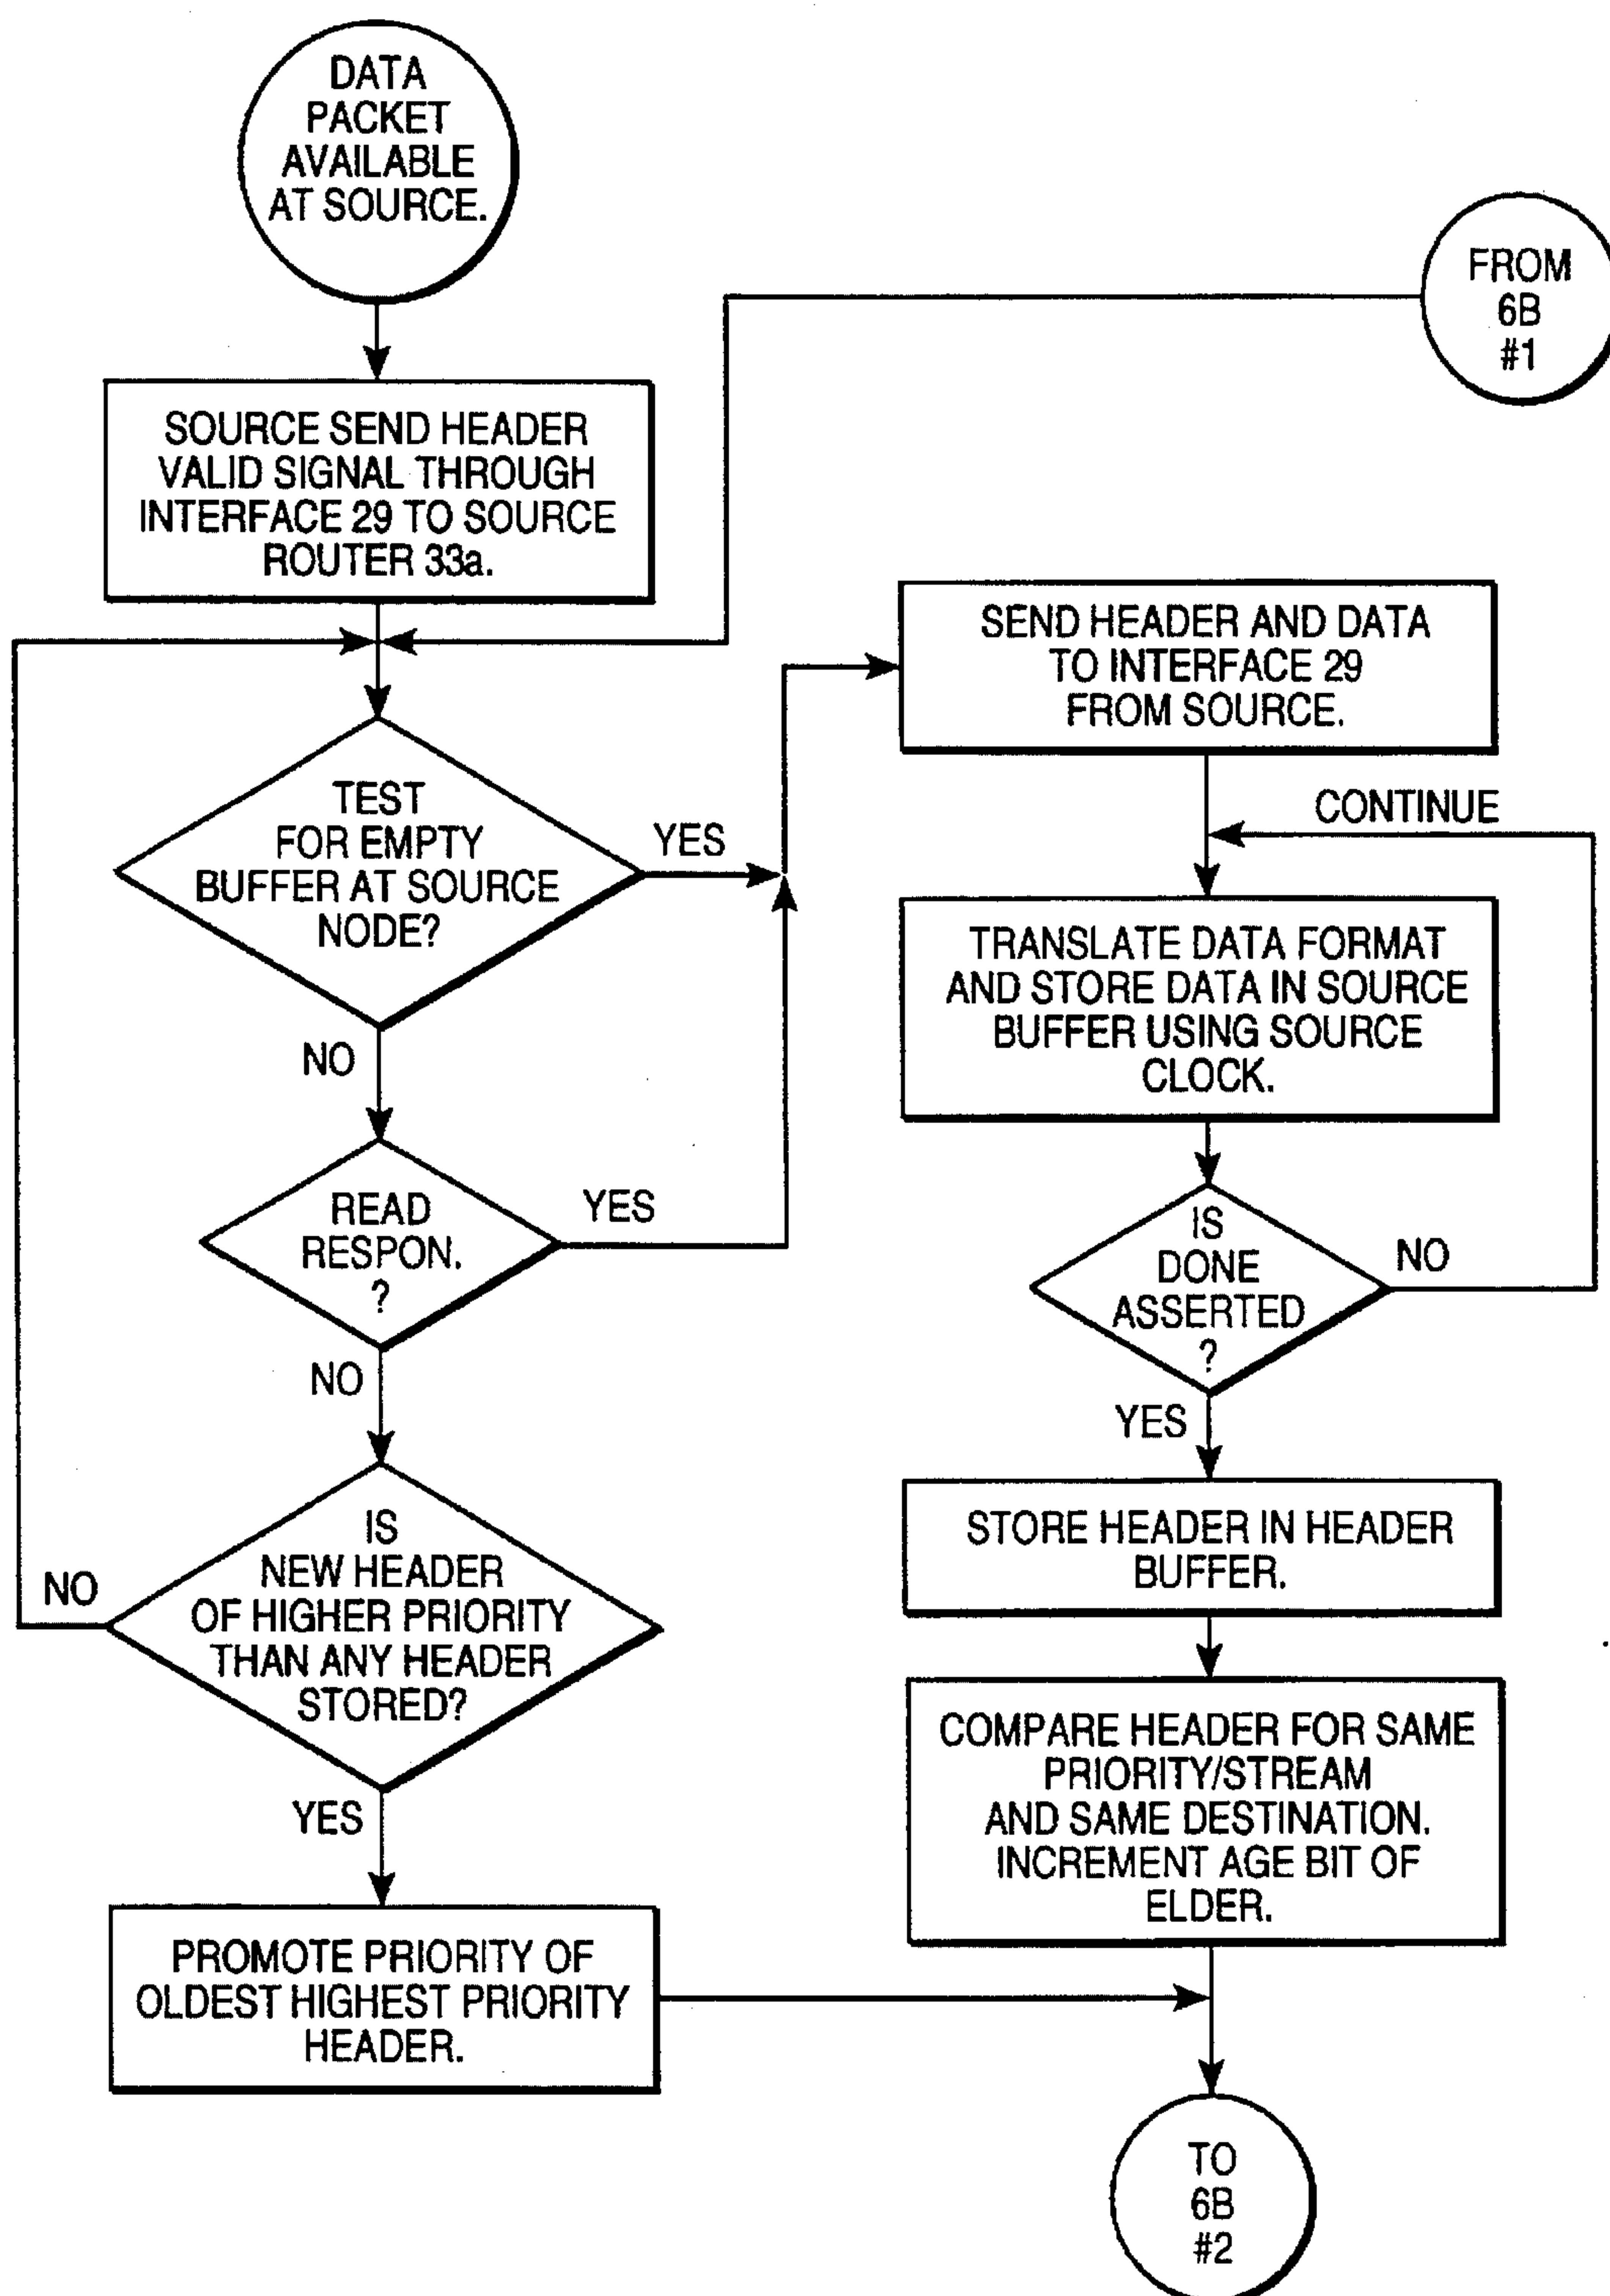 DATA
PACKET
AVAILABLE
AT SOURCE.
FROM
6B
#1
SOURCE SEND HEADER
VALID SIGNAL THROUGH
INTERFACE 29 TO SOURCE
ROUTER 33a.
TEST
FOR EMPTY
BUFFER AT SOURCE
NODE?
YES
NO
READ
RESPON.
?
YES
NO
IS
NEW HEADER
OF HIGHER PRIORITY
THAN ANY HEADER
STORED?
NO
YES
PROMOTE PRIORITY OF
OLDEST HIGHEST PRIORITY
HEADER.
SEND HEADER AND DATA
TO INTERFACE 29
FROM SOURCE.
CONTINUE
TRANSLATE DATA FORMAT
AND STORE DATA IN SOURCE
BUFFER USING SOURCE
CLOCK.
IS
DONE
ASSERTED
?
NO
YES
STORE HEADER IN HEADER
BUFFER.
COMPARE HEADER FOR SAME
PRIORITY/STREAM
AND SAME DESTINATION.
INCREMENT AGE BIT OF
ELDER.
TO
6B
#2